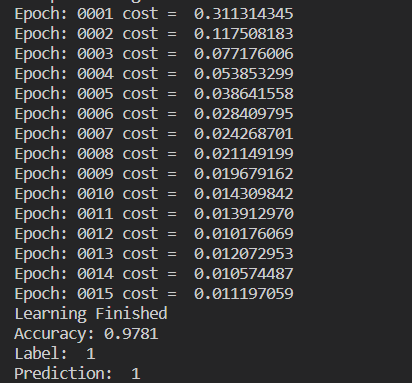 Epoch: 0001 cost =  0.311314345
Epoch: 0002 cost =  0.117508183
Epoch: 0003 cost =  0.077176006
Epoch: 0004 cost =  0.053853299
Epoch: 0005 cost =  0.038641558
Epoch: 0006 cost =  0.028409795
Epoch: 0007 cost =  0.024268701
Epoch: 0008 cost =  0.021149199
Epoch: 0009 cost =  0.019679162
Epoch: 0010 cost =  0.014309842
Epoch: 0011 cost =  0.013912970
Epoch: 0012 cost =  0.010176069
Epoch: 0013 cost =  0.012072953
Epoch: 0014 cost =  0.010574487
Epoch: 0015 cost =  0.011197059
Learning Finished
Accuracy: 0.9781
Label:  1
Prediction:  1